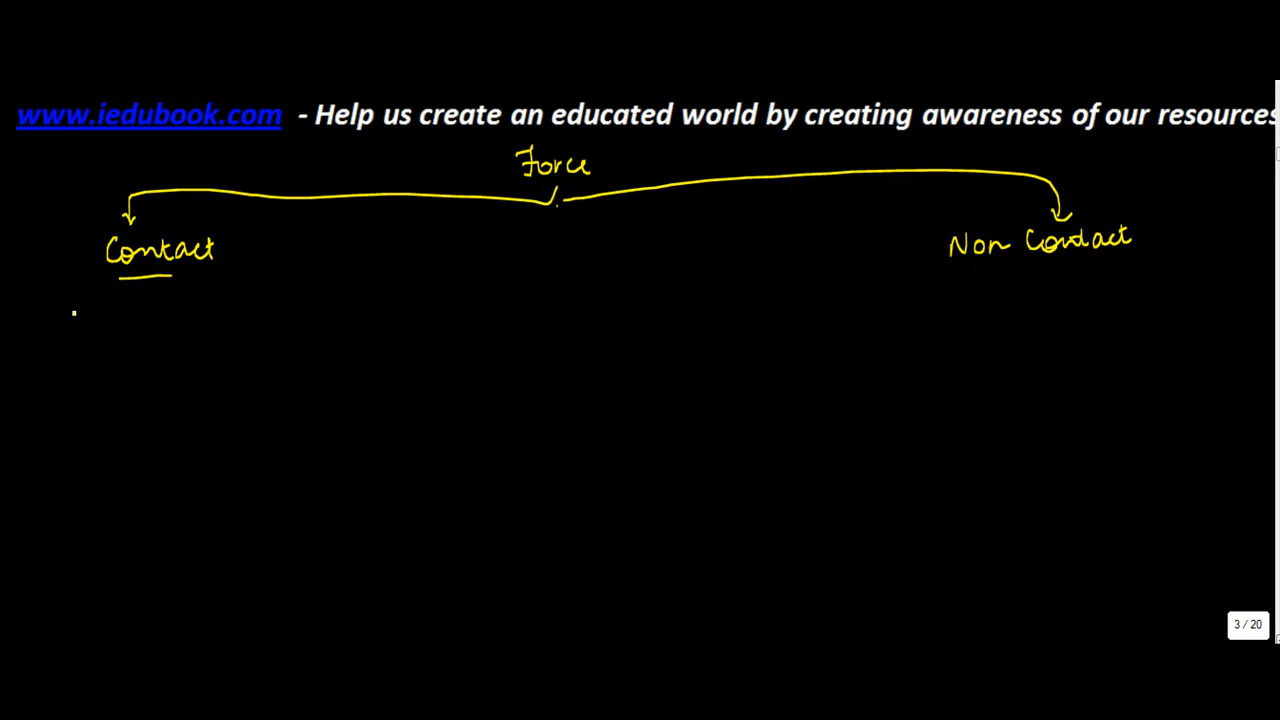 www.iedubook.com - Help us create an educated world by creating awareness of our resources
Force
Contact
Non Contact
3 / 20